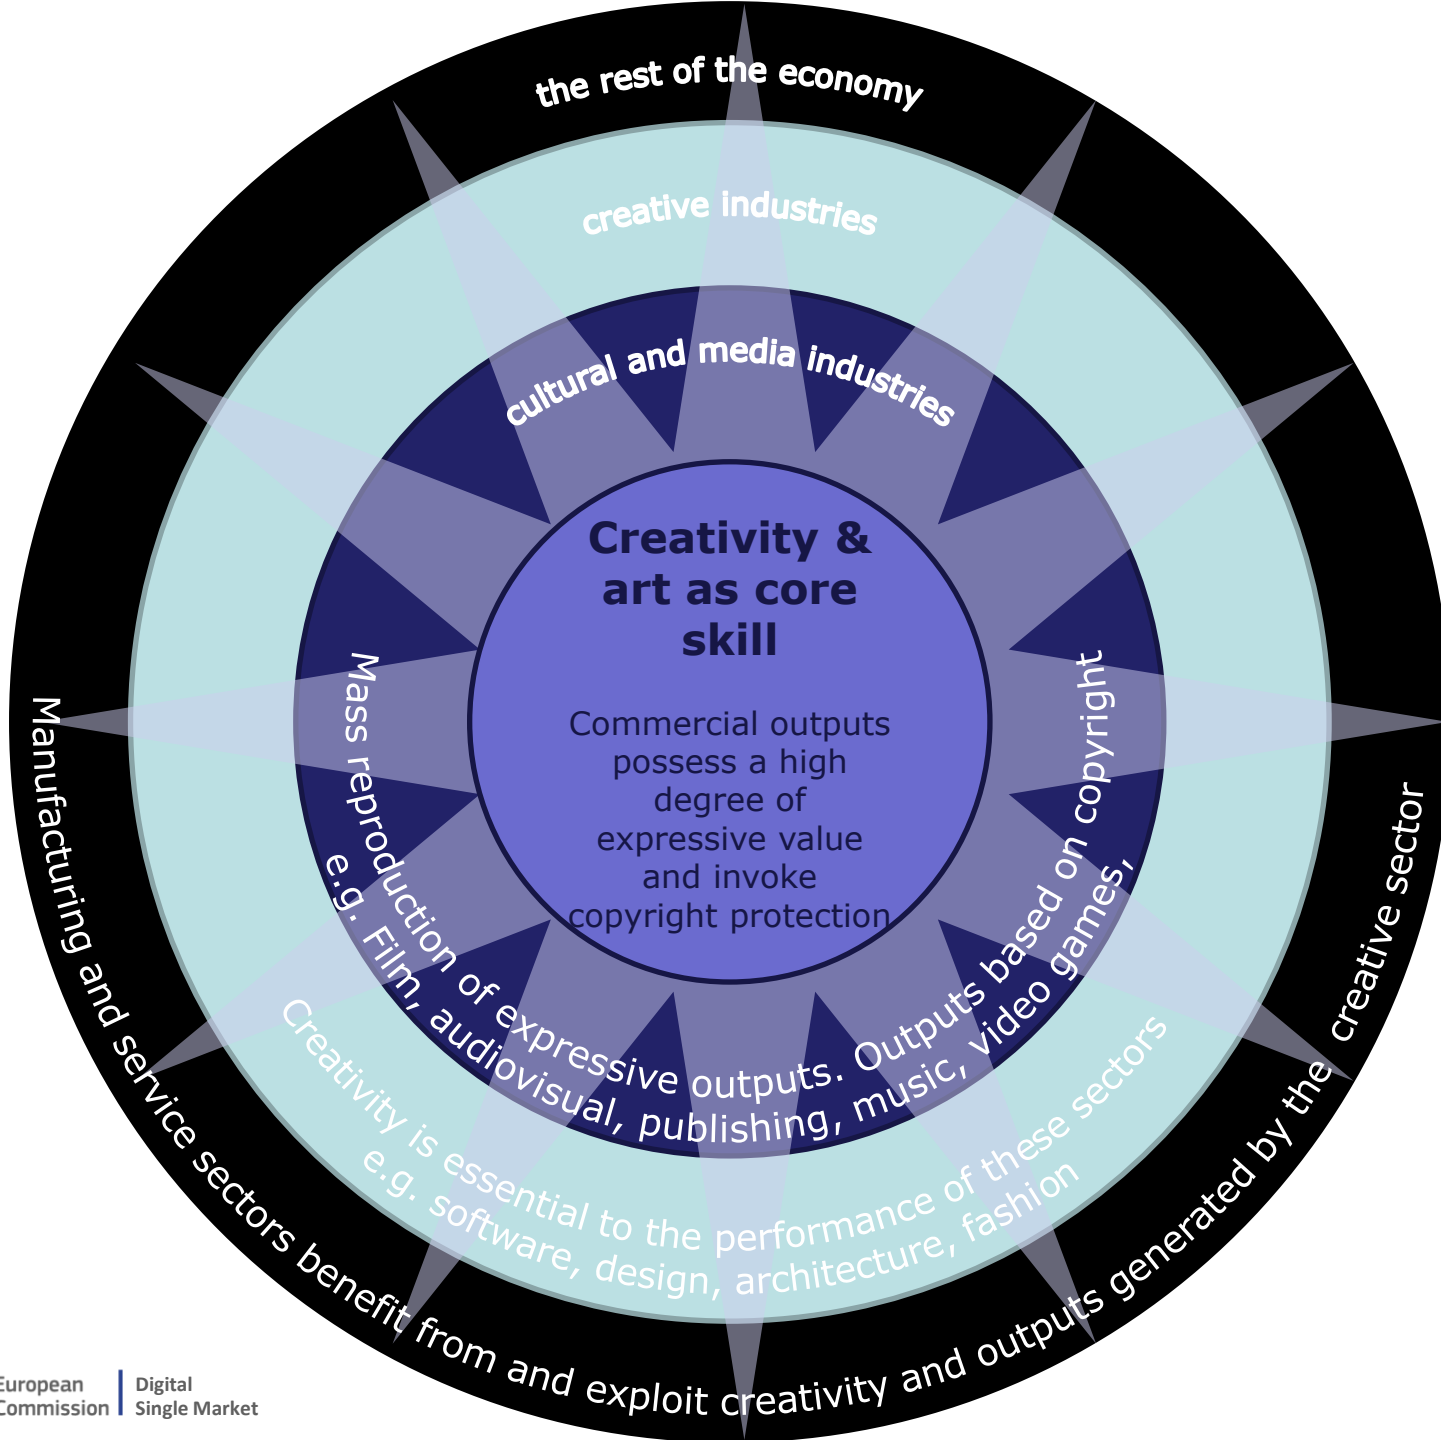 the rest of the economy
creative industries
cultural and media industries
Creativity &
art as core
skill
Commercial outputs
possess a high
degree of
expressive value
and invoke
copyright protection
Mass reproduction of expressive outputs. Outputs based on copyright
e.g. Film, audiovisual, publishing, music, video games,
Creativity is essential to the performance of these sectors
e.g. software, design, architecture, fashion
Manufacturing and service sectors benefit from and exploit creativity and outputs generated by the creative sector
European
Commission
Digital
Single Market